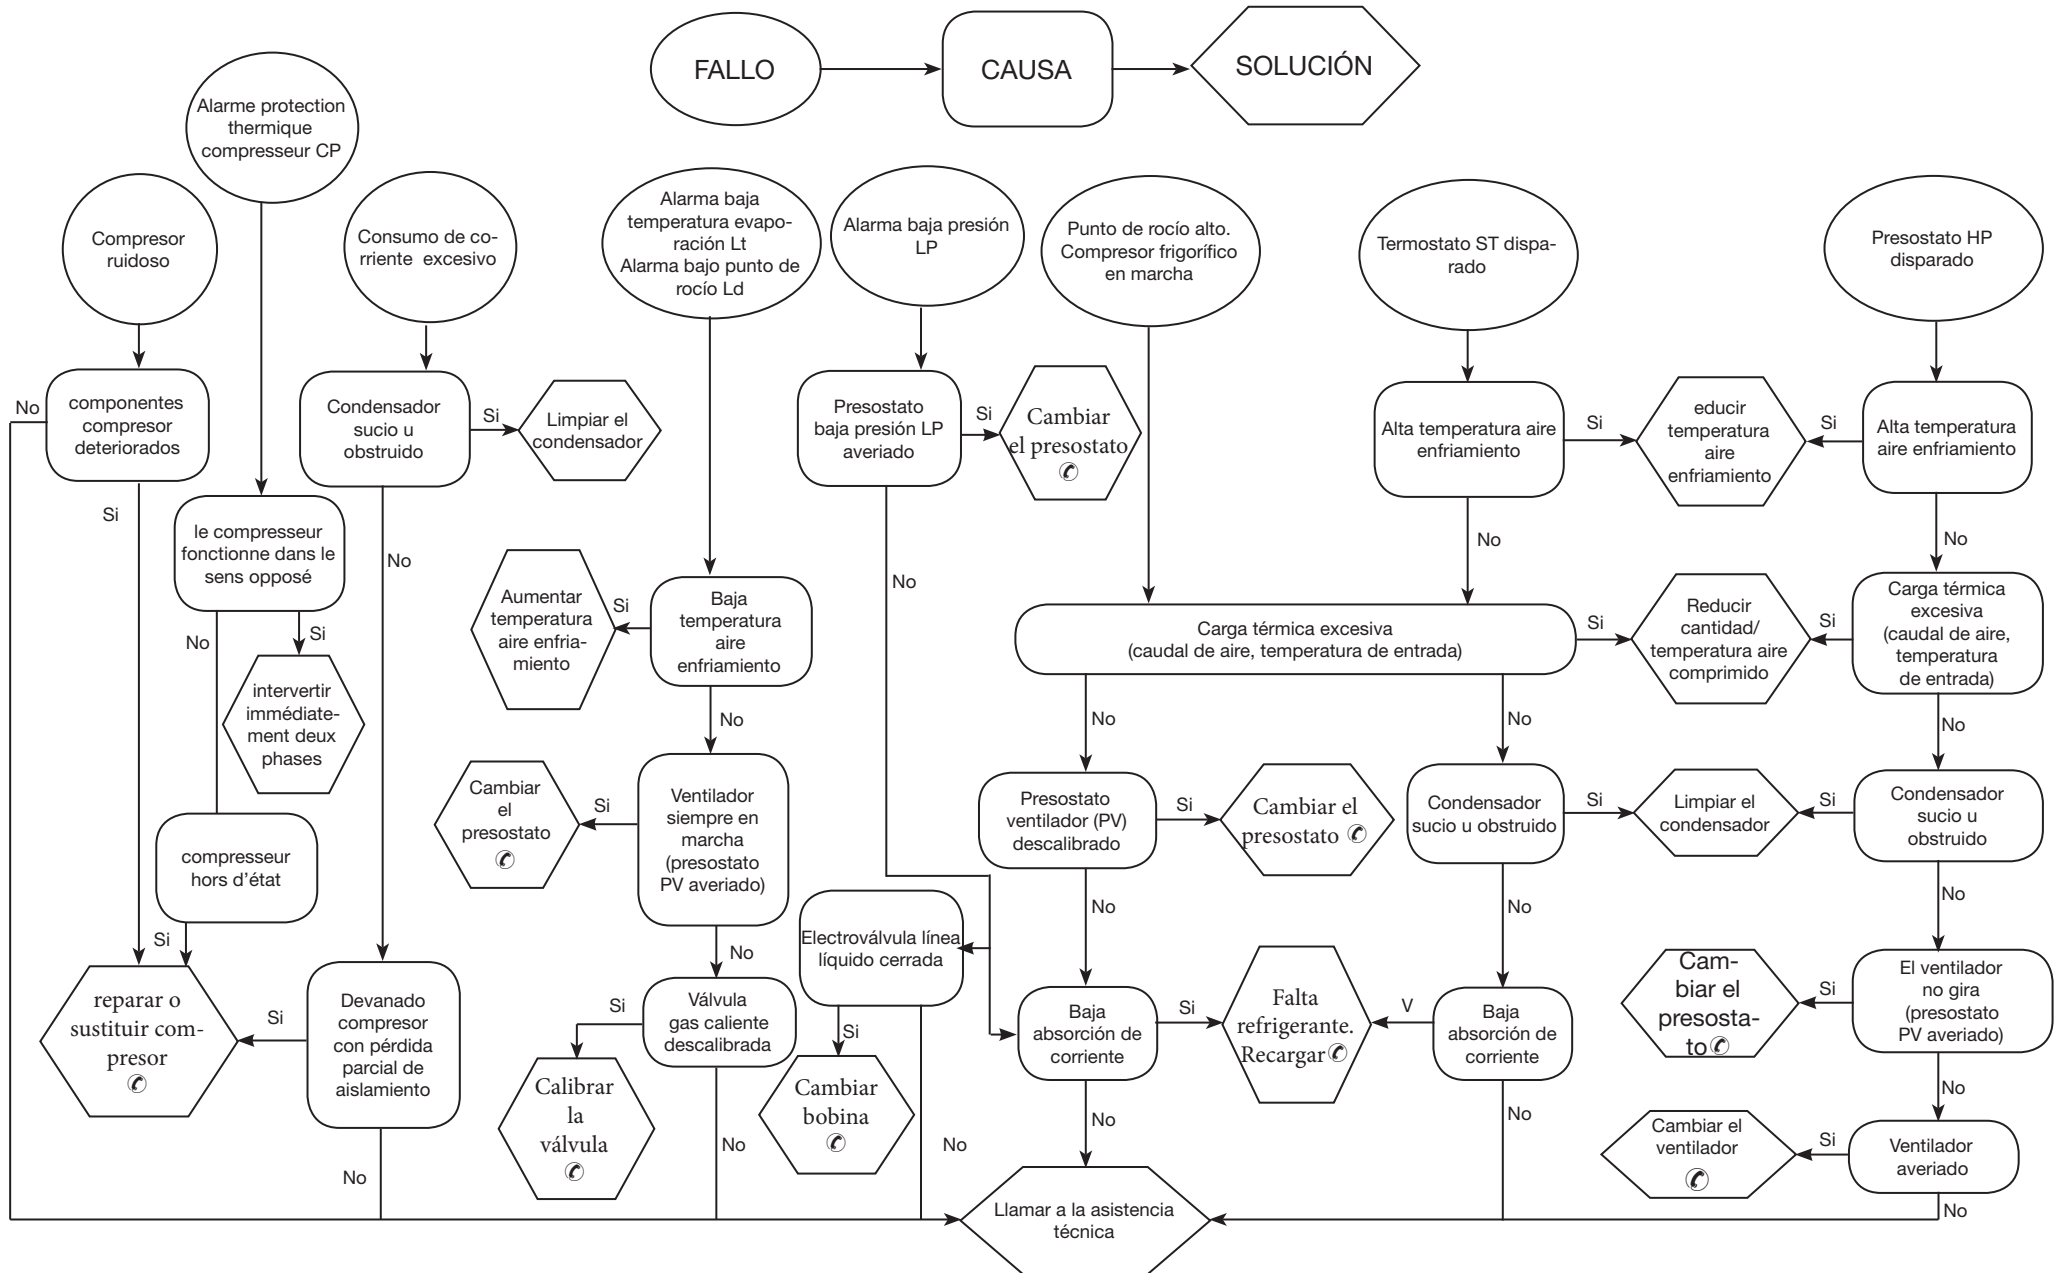 FALLO
CAUSA
SOLUCIÓN
Alarme protection
thermique
compresseur CP
Compresor
ruidoso
Consumo de co-
rriente excesivo
Alarma baja
temperatura evapo-
ración Lt
Alarma bajo punto de
rocío Ld
Alarma baja presión
LP
Punto de rocío alto.
Compresor frigorífico
en marcha
Termostato ST dispa-
rado
Presostato HP
disparado
No
componentes
compresor
deteriorados
Si
Condensador
sucio u
obstruido
Si
Limpiar el
condensador
No
Presostato
baja presión LP
averiado
Si
Cambiar
el presostato
✆
No
Alta temperatura aire
enfriamiento
Si
educir
temperatura
aire
enfriamiento
Si
Alta temperatura
aire enfriamiento
No
No
le compresseur
fonctionne dans le
sens opposé
No
Si
intervertir
immédiate-
ment deux
phases
compresseur
hors d'état
Si
Aumentar
temperatura
aire enfria-
miento
Si
Baja
temperatura
aire
enfriamiento
No
Carga térmica excesiva
(caudal de aire, temperatura de entrada)
Si
Reducir
cantidad/
temperatura aire
comprimido
Si
Carga térmica
excesiva
(caudal de aire,
temperatura
de entrada)
No
No
No
Cambiar
el
presostato
✆
Si
Ventilador
siempre en
marcha
(presostato
PV averiado)
No
Presostato
ventilador (PV)
descalibrado
Si
Cambiar el
presostato ✆
No
Condensador
sucio u obstruido
Si
Limpiar el
condensador
Si
Condensador
sucio u
obstruido
No
No
reparar o
sustituir com-
presor
✆
Si
Devanado
compresor
con pérdida
parcial de
aislamiento
No
Si
Válvula
gas caliente
descalibrada
Calibrar
la
válvula
✆
No
Electroválvula línea
líquido cerrada
Si
Cambiar
bobina
✆
No
Baja
absorción de
corriente
Si
Falta
refrigerante.
Recargar ✆
V
Baja
absorción de
corriente
No
No
Cam-
biar el
presosta-
to ✆
Si
El ventilador
no gira
(presostato
PV averiado)
No
Cambiar el
ventilador
✆
Si
Ventilador
averiado
No
Llamar a la asistencia
técnica